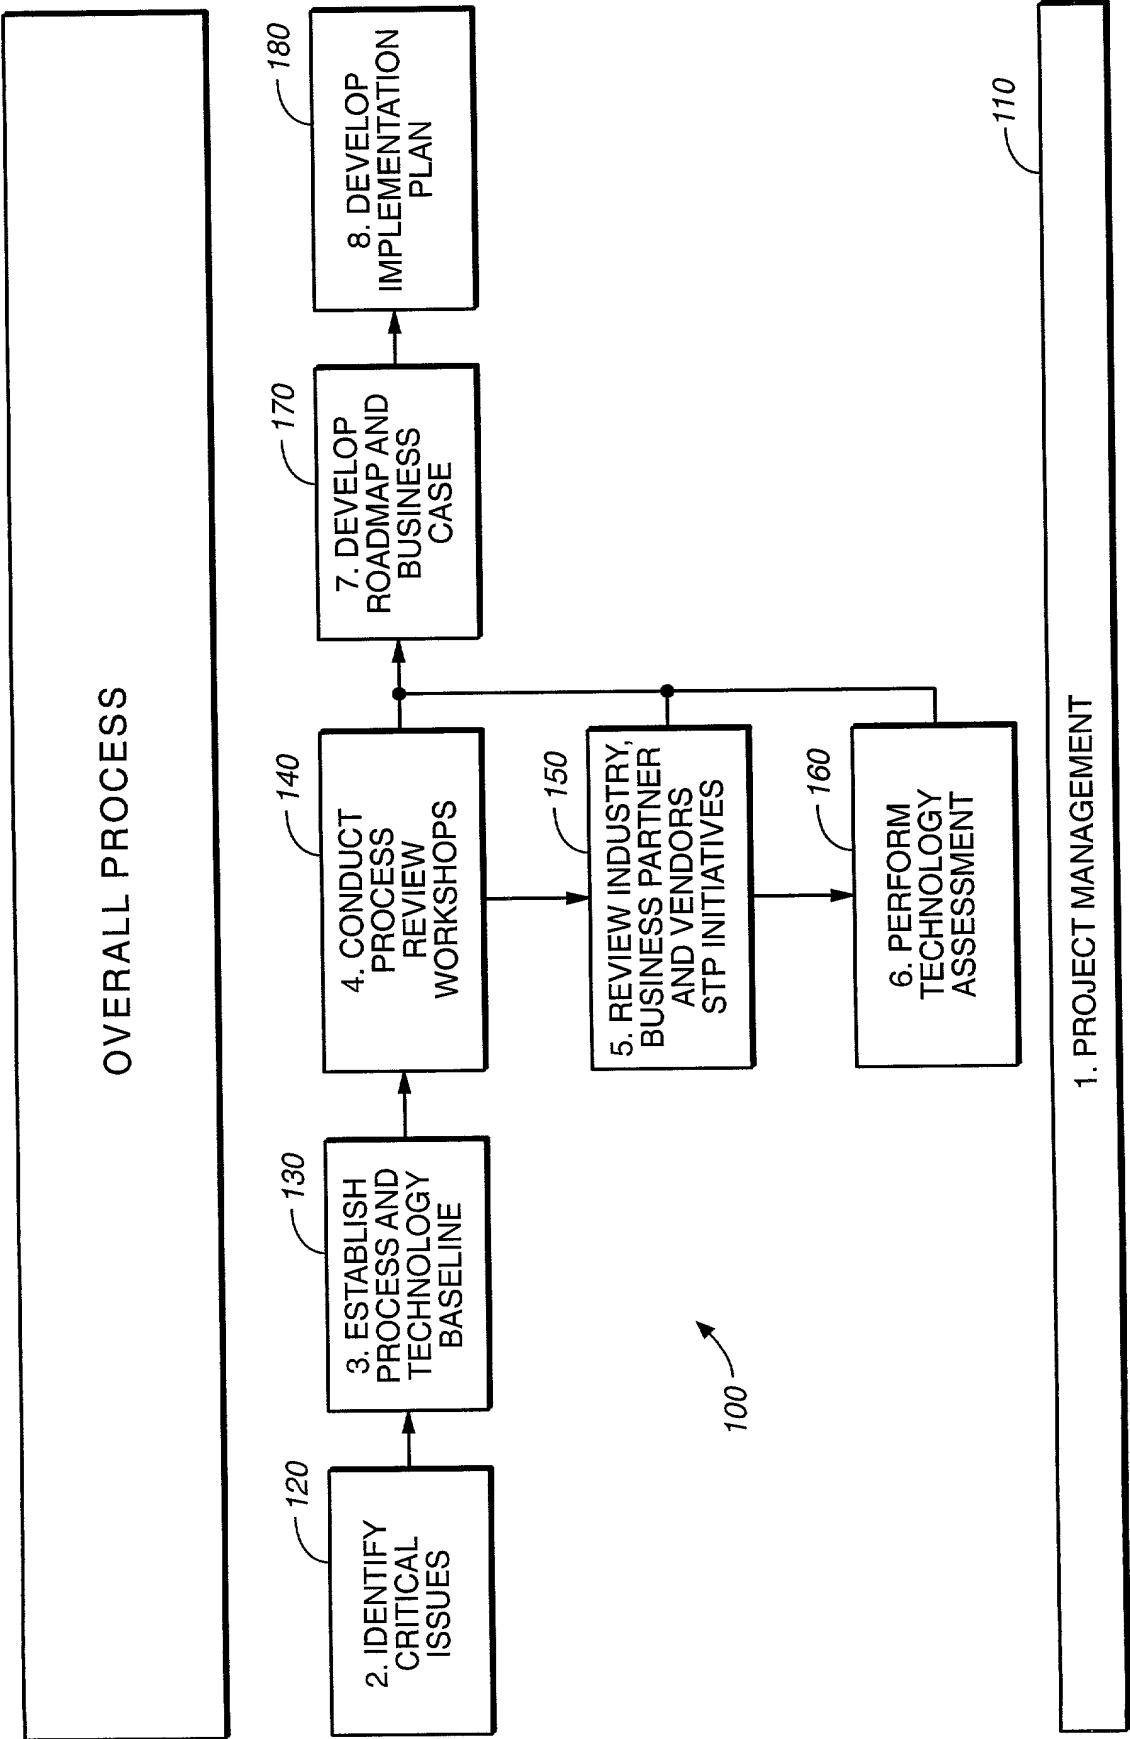 OVERALL PROCESS
120
2. IDENTIFY
CRITICAL
ISSUES
130
3. ESTABLISH
PROCESS AND
TECHNOLOGY
BASELINE
140
4. CONDUCT
PROCESS
REVIEW
WORKSHOPS
170
7. DEVELOP
ROADMAP AND
BUSINESS
CASE
180
8. DEVELOP
IMPLEMENTATION
PLAN
150
5. REVIEW INDUSTRY,
BUSINESS PARTNER
AND VENDORS
STP INITIATIVES
160
6. PERFORM
TECHNOLOGY
ASSESSMENT
100
110
1. PROJECT MANAGEMENT